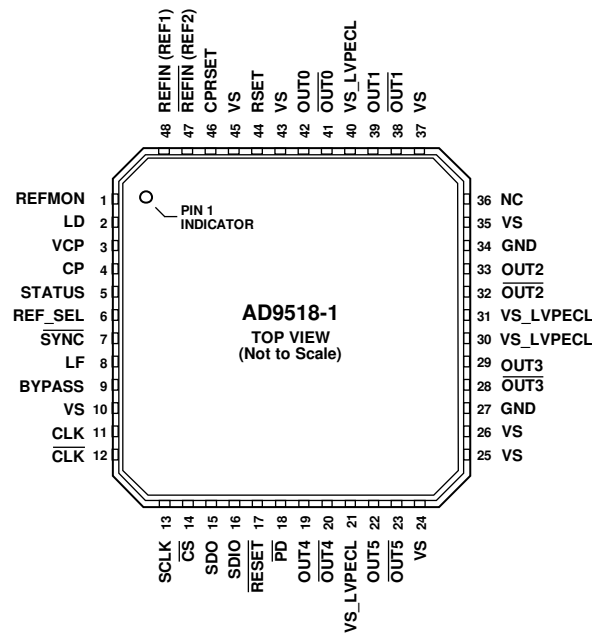 48 REFIN (REF1)
47 REFIN (REF2)
46 CPRSET
45 VS
44 RSET
43 VS
42 OUT0
41 OUT0
40 VS_LVPECL
39 OUT1
38 OUT1
37 VS
REFMON 1
LD 2
VCP 3
CP 4
STATUS 5
REF_SEL 6
SYNC 7
LF 8
BYPASS 9
VS 10
CLK 11
CLK 12
PIN 1
INDICATOR
AD9518-1
TOP VIEW
(Not to Scale)
36 NC
35 VS
34 GND
33 OUT2
32 OUT2
31 VS_LVPECL
30 VS_LVPECL
29 OUT3
28 OUT3
27 GND
26 VS
25 VS
SCLK 13
CS 14
SDO 15
SDIO 16
RESET 17
PD 18
OUT4 19
OUT4 20
VS_LVPECL 21
OUT5 22
OUT5 23
VS 24